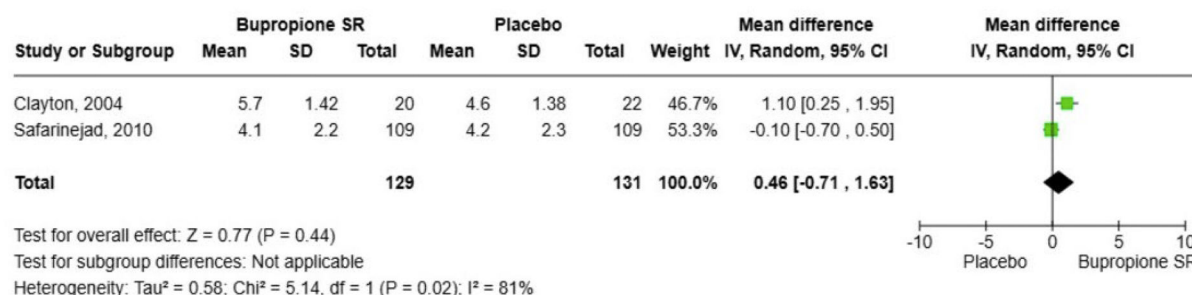 Bupropione SR Placebo Mean difference Mean difference
Study or Subgroup Mean SD Total Mean SD Total Weight IV, Random, 95% CI IV, Random, 95% CI
Clayton, 2004 5.7 1.42 20 4.6 1.38 22 46.7% 1.10 [0.25 , 1.95]
Safarinejad, 2010 4.1 2.2 109 4.2 2.3 109 53.3% -0.10 [-0.70 , 0.50]
Total 129 131 100.0% 0.46 [-0.71 , 1.63]
Test for overall effect: Z = 0.77 (P = 0.44)
Test for subgroup differences: Not applicable
Heterogeneity: Tau² = 0.58; Chi² = 5.14, df = 1 (P = 0.02); I² = 81%
-10 -5 0 5 10
Placebo Bupropione SR